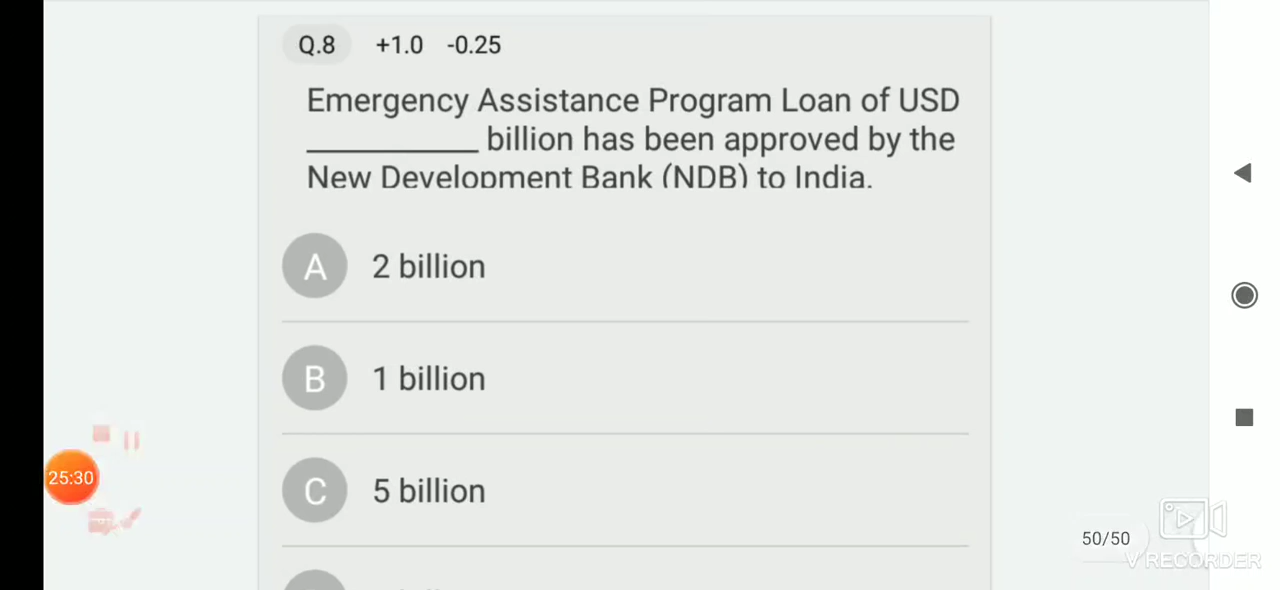 Q.8 +1.0 -0.25
Emergency Assistance Program Loan of USD
__________ billion has been approved by the
New Development Bank (NDB) to India.
A 2 billion
B 1 billion
C 5 billion
25:30
50/50
V RECORDER